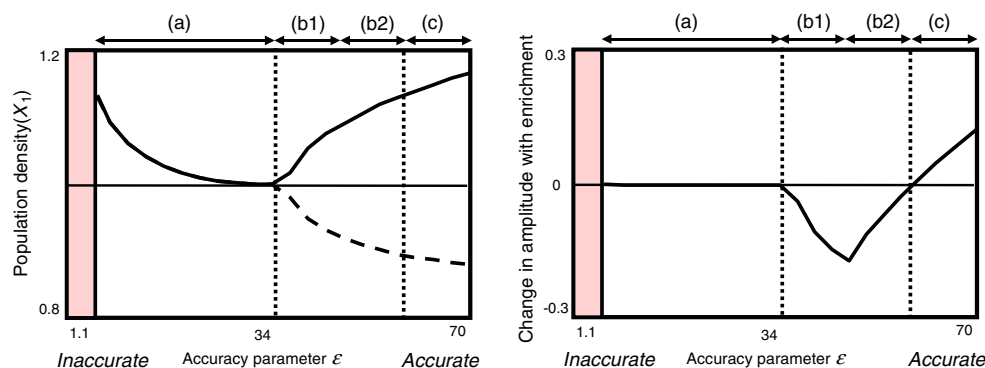 (a) (b1) (b2) (c)
1.2
Population density(X1)
0.8
1.1 34 70
Inaccurate Accuracy parameter ε Accurate
(a) (b1) (b2) (c)
0.3
Change in amplitude with enrichment
0
-0.3
1.1 34 70
Inaccurate Accuracy parameter ε Accurate